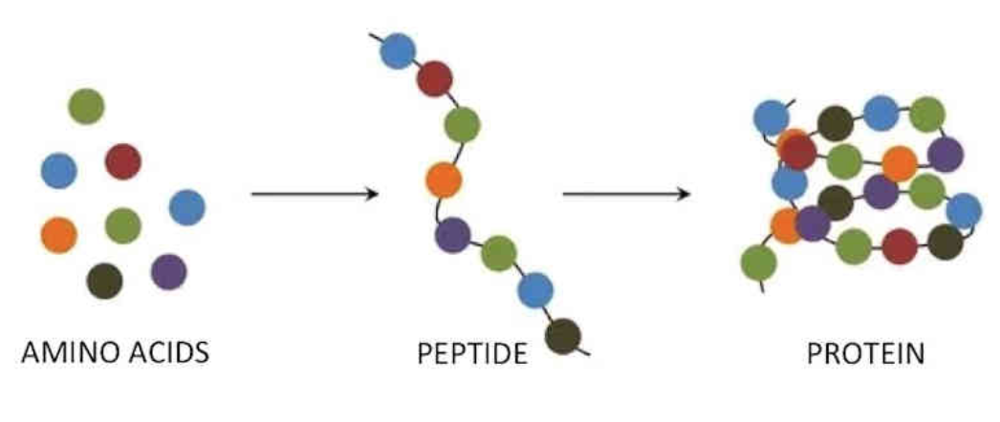 AMINO ACIDS
PEPTIDE
PROTEIN